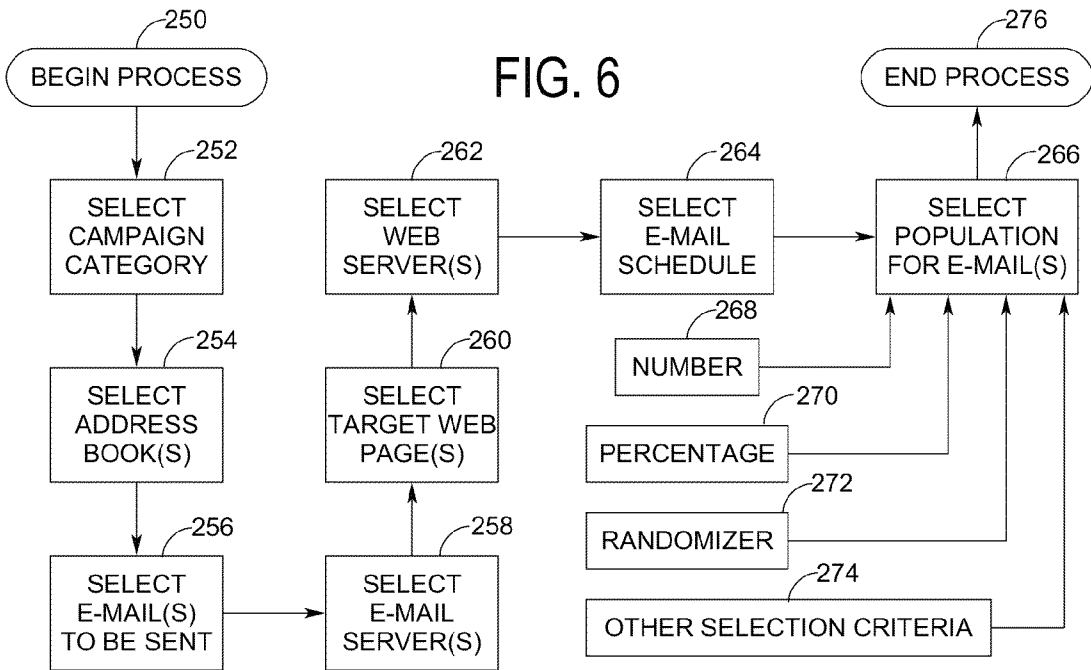 250
BEGIN PROCESS
FIG. 6
276
END PROCESS
252
SELECT
CAMPAIGN
CATEGORY
254
SELECT
ADDRESS
BOOK(S)
256
SELECT
E-MAIL(S)
TO BE SENT
258
SELECT
E-MAIL
SERVER(S)
260
SELECT
TARGET WEB
PAGE(S)
262
SELECT
WEB
SERVER(S)
264
SELECT
E-MAIL
SCHEDULE
266
SELECT
POPULATION
FOR E-MAIL(S)
268
NUMBER
270
PERCENTAGE
272
RANDOMIZER
274
OTHER SELECTION CRITERIA